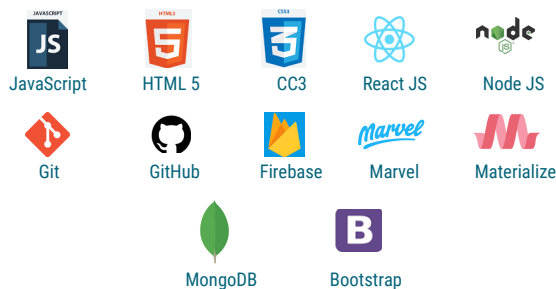 JAVASCRIPT HTML5 CSS3
JS 5 3 node
JS
JavaScript HTML 5 CC3 React JS Node JS
Marvel
Git GitHub Firebase Marvel Materialize
B
MongoDB Bootstrap